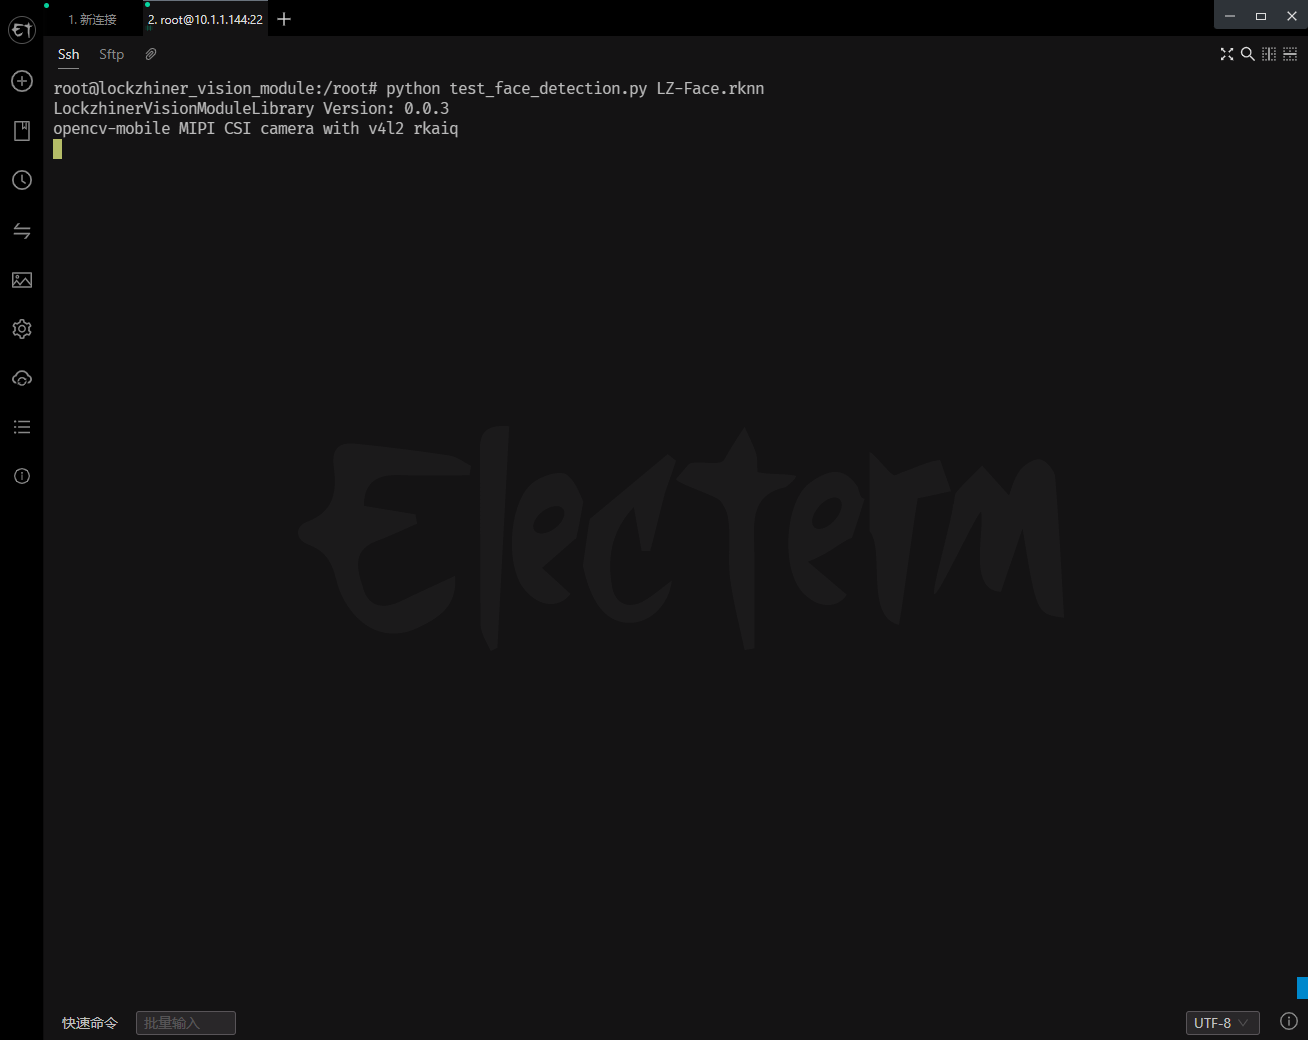 1. 新连接
2. root@10.1.1.144:22
Ssh
Sftp
root@lockzhiner_vision_module:/root# python test_face_detection.py LZ-Face.rknn
LockzhinerVisionModuleLibrary Version: 0.0.3
opencv-mobile MIPI CSI camera with v4l2 rkaiq
Electerm
快速命令
批量输入
UTF-8